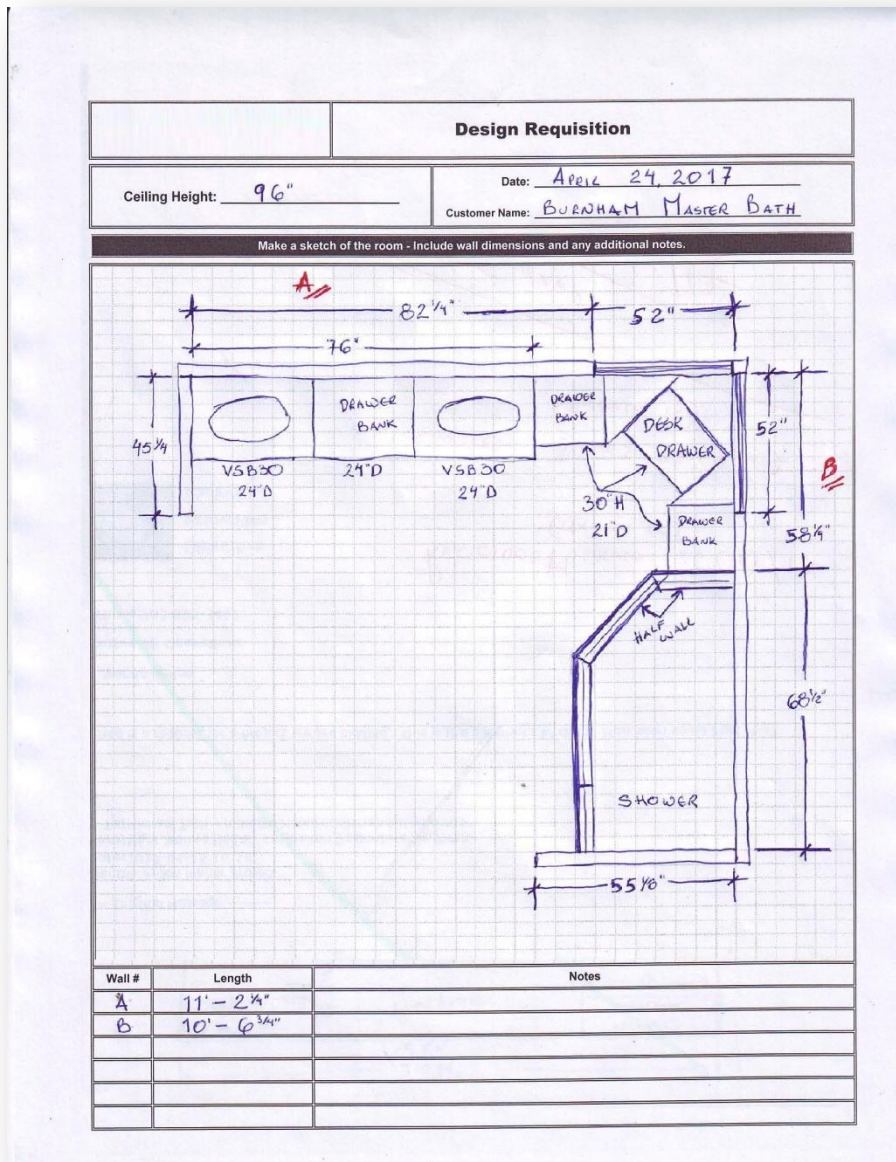 Design Requisition
Ceiling Height: 96"
Date: APRIL 24, 2017
Customer Name: BURNHAM MASTER BATH
Make a sketch of the room - Include wall dimensions and any additional notes.
A
82 1/4"
52"
76"
DRAWER
BANK
DRAWER
BANK
DESK
DRAWER
52"
45 1/4
B
VSB30
24"D
24"D
VSB30
24"D
30"H
21"D
DRAWER
BANK
58 1/4"
HALF
WALL
68 1/2"
SHOWER
55 1/8"
Wall # Length Notes
A 11' - 2 1/4"
B 10' - 6 3/4"